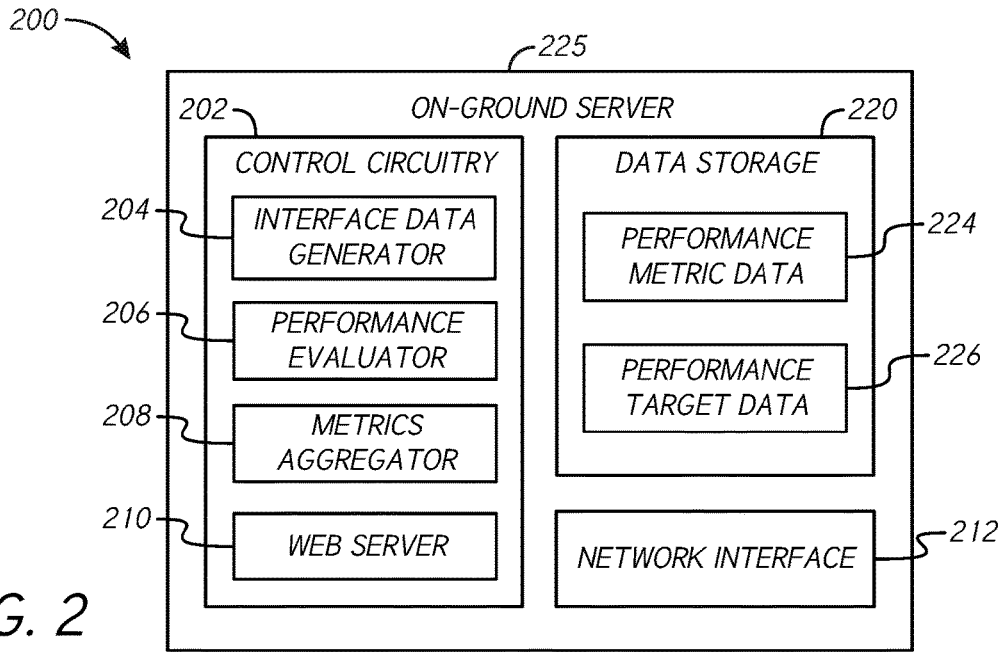 200
225
ON-GROUND SERVER
202
220
CONTROL CIRCUITRY
DATA STORAGE
204
INTERFACE DATA
GENERATOR
224
PERFORMANCE
METRIC DATA
206
PERFORMANCE
EVALUATOR
226
PERFORMANCE
TARGET DATA
208
METRICS
AGGREGATOR
210
WEB SERVER
212
NETWORK INTERFACE
G. 2